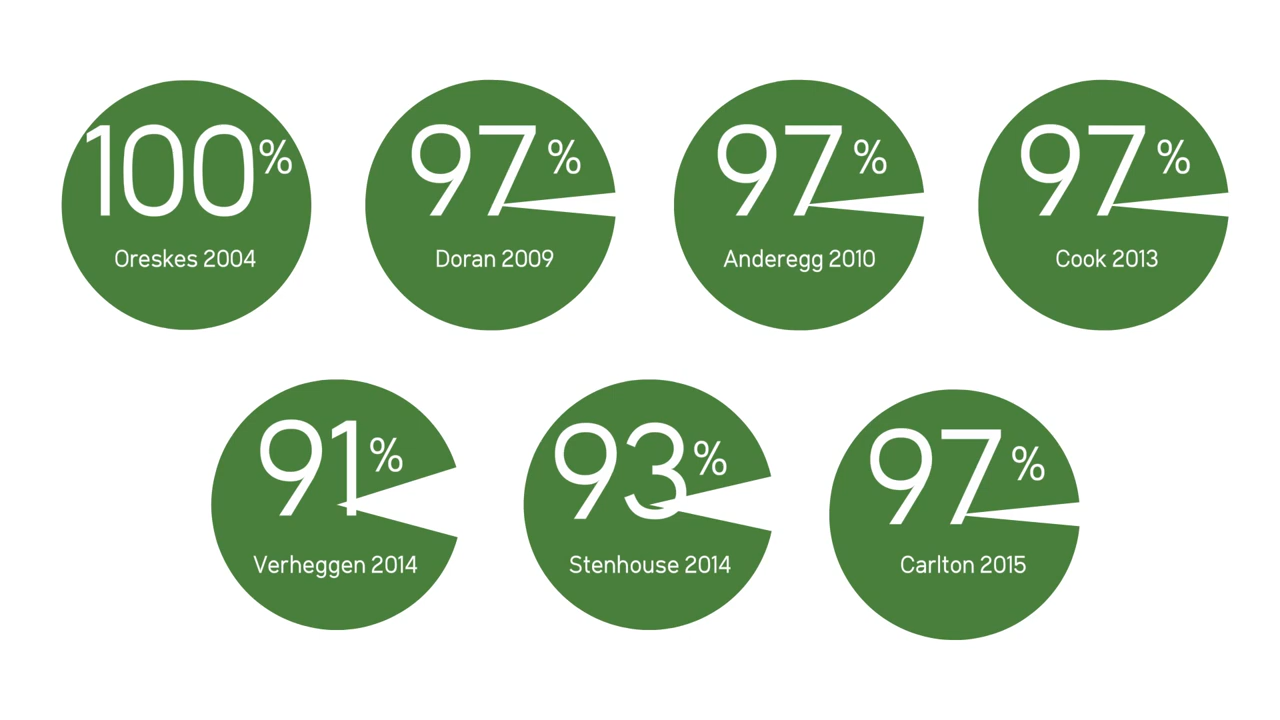 100%
Oreskes 2004
97%
Doran 2009
97%
Anderegg 2010
97%
Cook 2013
91%
Verheggen 2014
93%
Stenhouse 2014
97%
Carlton 2015